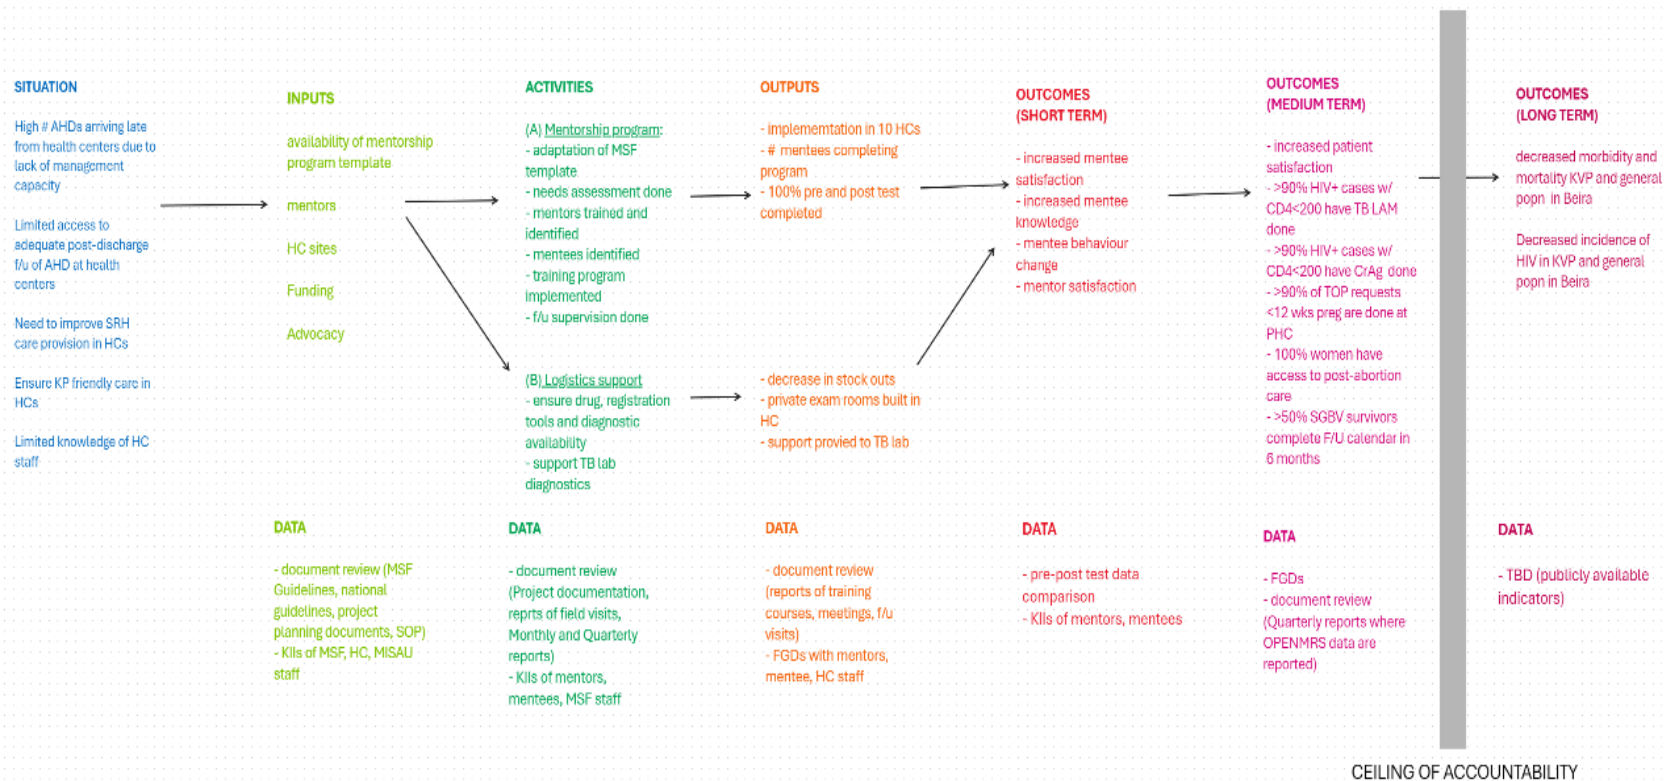 SITUATION
High # AHDs arriving late
from health centers due to
lack of management
capacity
Limited access to
adequate post-discharge
f/u of AHD at health
centers
Need to improve SRH
care provision in HCs
Ensure KP friendly care in
HCs
Limited knowledge of HC
staff
INPUTS
availability of mentorship
program template
mentors
HC sites
Funding
Advocacy
ACTIVITIES
(A) Mentorship program:
- adaptation of MSF
template
- needs assessment done
- mentors trained and
identified
- mentees identified
- training program
implemented
- f/u supervision done
(B) Logistics support
- ensure drug, registration
tools and diagnostic
availability
- support TB lab
diagnostics
OUTPUTS
- implememtation in 10 HCs
- # mentees completing
program
- 100% pre and post test
completed
- decrease in stock outs
- private exam rooms built in
HC
- support provied to TB lab
OUTCOMES
(SHORT TERM)
- increased mentee
satisfaction
- increased mentee
knowledge
- mentee behaviour
change
- mentor satisfaction
OUTCOMES
(MEDIUM TERM)
- increased patient
satisfaction
- >90% HIV+ cases w/
CD4<200 have TB LAM
done
- >90% HIV+ cases w/
CD4<200 have CrAg done
- >90% of TOP requests
<12 wks preg are done at
PHC
- 100% women have
access to post-abortion
care
- >50% SGBV survivors
complete F/U calendar in
6 months
OUTCOMES
(LONG TERM)
decreased morbidity and
mortality KVP and general
popn in Beira
Decreased incidence of
HIV in KVP and general
popn in Beira
DATA
- document review (MSF
Guidelines, national
guidelines, project
planning documents, SOP)
- KIIs of MSF, HC, MISAU
staff
DATA
- document review
(Project documentation,
reprts of field visits,
Monthly and Quarterly
reports)
- KIIs of mentors,
mentees, MSF staff
DATA
- document review
(reports of training
courses, meetings, f/u
visits)
- FGDs with mentors,
mentee, HC staff
DATA
- pre-post test data
comparison
- KIIs of mentors, mentees
DATA
- FGDs
- document review
(Quarterly reports where
OPENMRS data are
reported)
DATA
- TBD (publicly available
indicators)
CEILING OF ACCOUNTABILITY